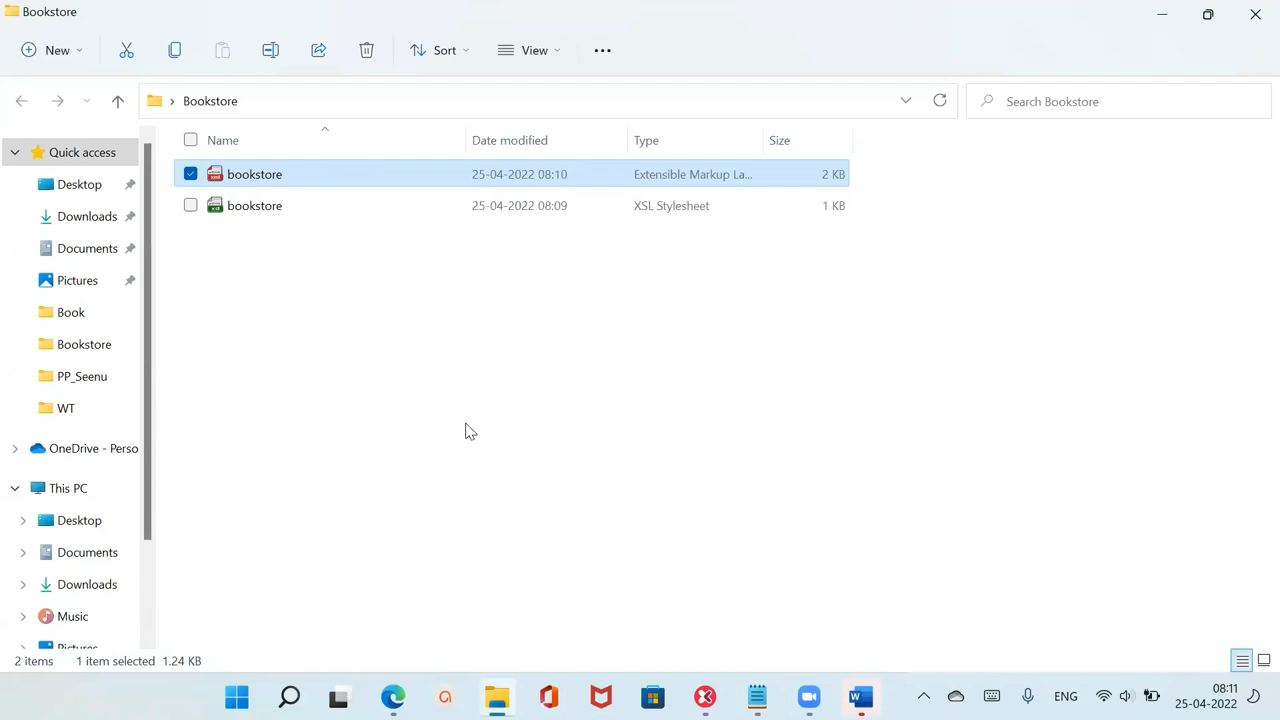 Bookstore
New
Sort
View
Bookstore
Search Bookstore
Quick access
Desktop
Downloads
Documents
Pictures
Book
Bookstore
PP_Seenu
WT
OneDrive - Perso
This PC
Desktop
Documents
Downloads
Music
Pictures
Name Date modified Type Size
bookstore 25-04-2022 08:10 Extensible Markup La... 2 KB
bookstore 25-04-2022 08:09 XSL Stylesheet 1 KB
2 items 1 item selected 1.24 KB
ENG
08:11
25-04-2022